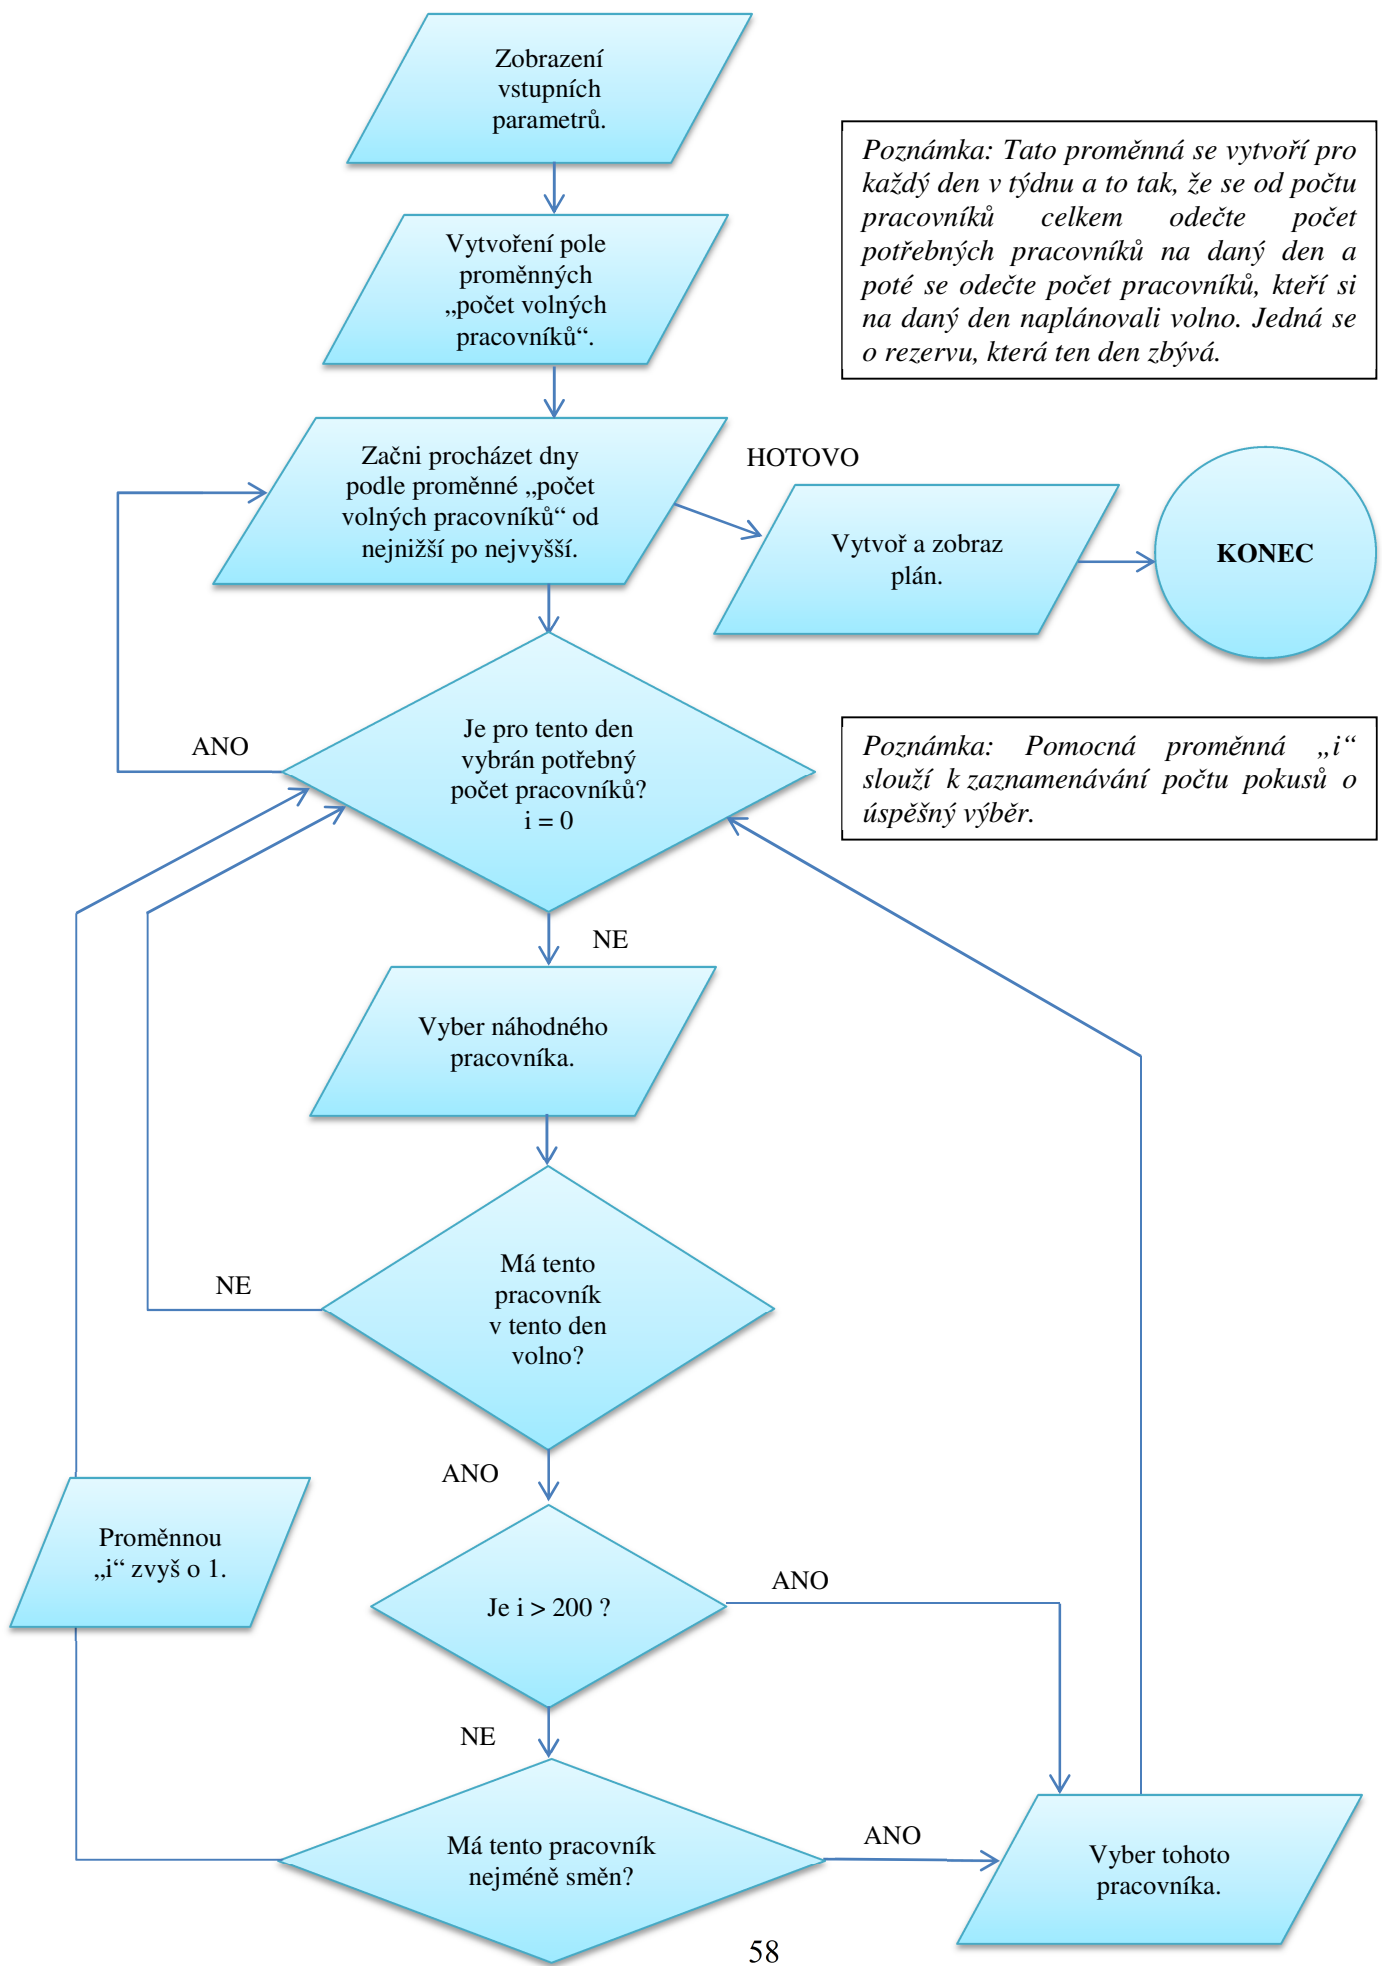 Zobrazení
vstupních
parametrů.
Poznámka: Tato proměnná se vytvoří pro
každý den v týdnu a to tak, že se od počtu
pracovníků celkem odečte počet
potřebných pracovníků na daný den a
poté se odečte počet pracovníků, kteří si
na daný den naplánovali volno. Jedná se
o rezervu, která ten den zbývá.
Vytvoření pole
proměnných
„počet volných
pracovníků“.
Začni procházet dny
podle proměnné „počet
volných pracovníků“ od
nejnižší po nejvyšší.
HOTOVO
Vytvoř a zobraz
plán.
KONEC
ANO
Je pro tento den
vybrán potřebný
počet pracovníků?
i = 0
Poznámka: Pomocná proměnná „i“
slouží k zaznamenávání počtu pokusů o
úspěšný výběr.
NE
Vyber náhodného
pracovníka.
NE
Má tento
pracovník
v tento den
volno?
ANO
Proměnnou
„i“ zvyš o 1.
Je i > 200 ?
ANO
NE
Má tento pracovník
nejméně směn?
ANO
Vyber tohoto
pracovníka.
58